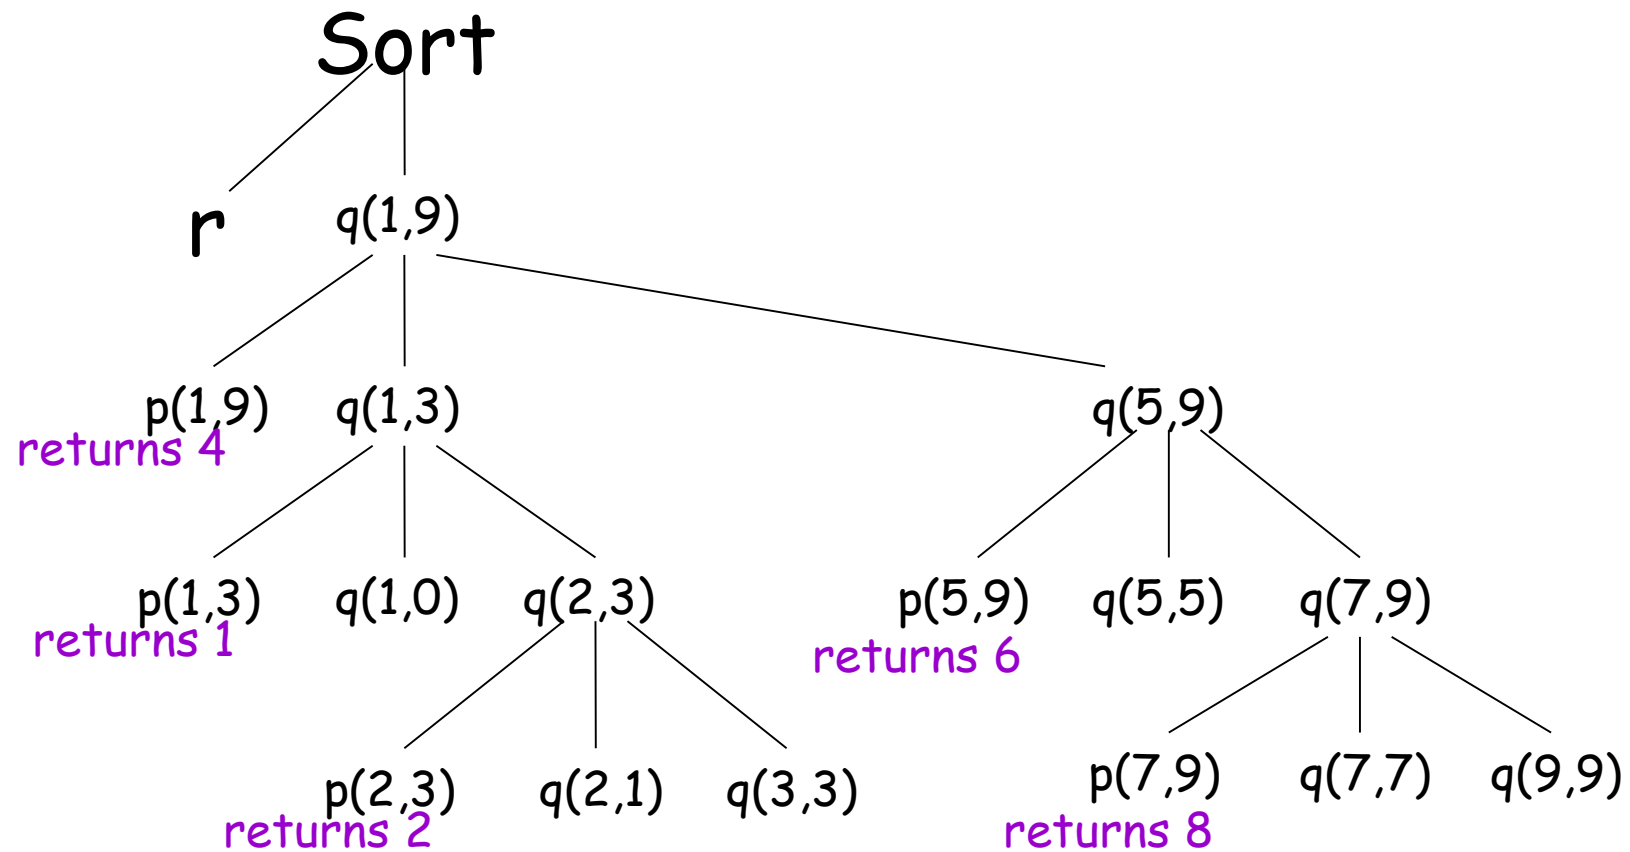 Sort
r q(1,9)
p(1,9) q(1,3) q(5,9)
returns 4
p(1,3) q(1,0) q(2,3) p(5,9) q(5,5) q(7,9)
returns 1 returns 6
p(2,3) q(2,1) q(3,3) p(7,9) q(7,7) q(9,9)
returns 2 returns 8